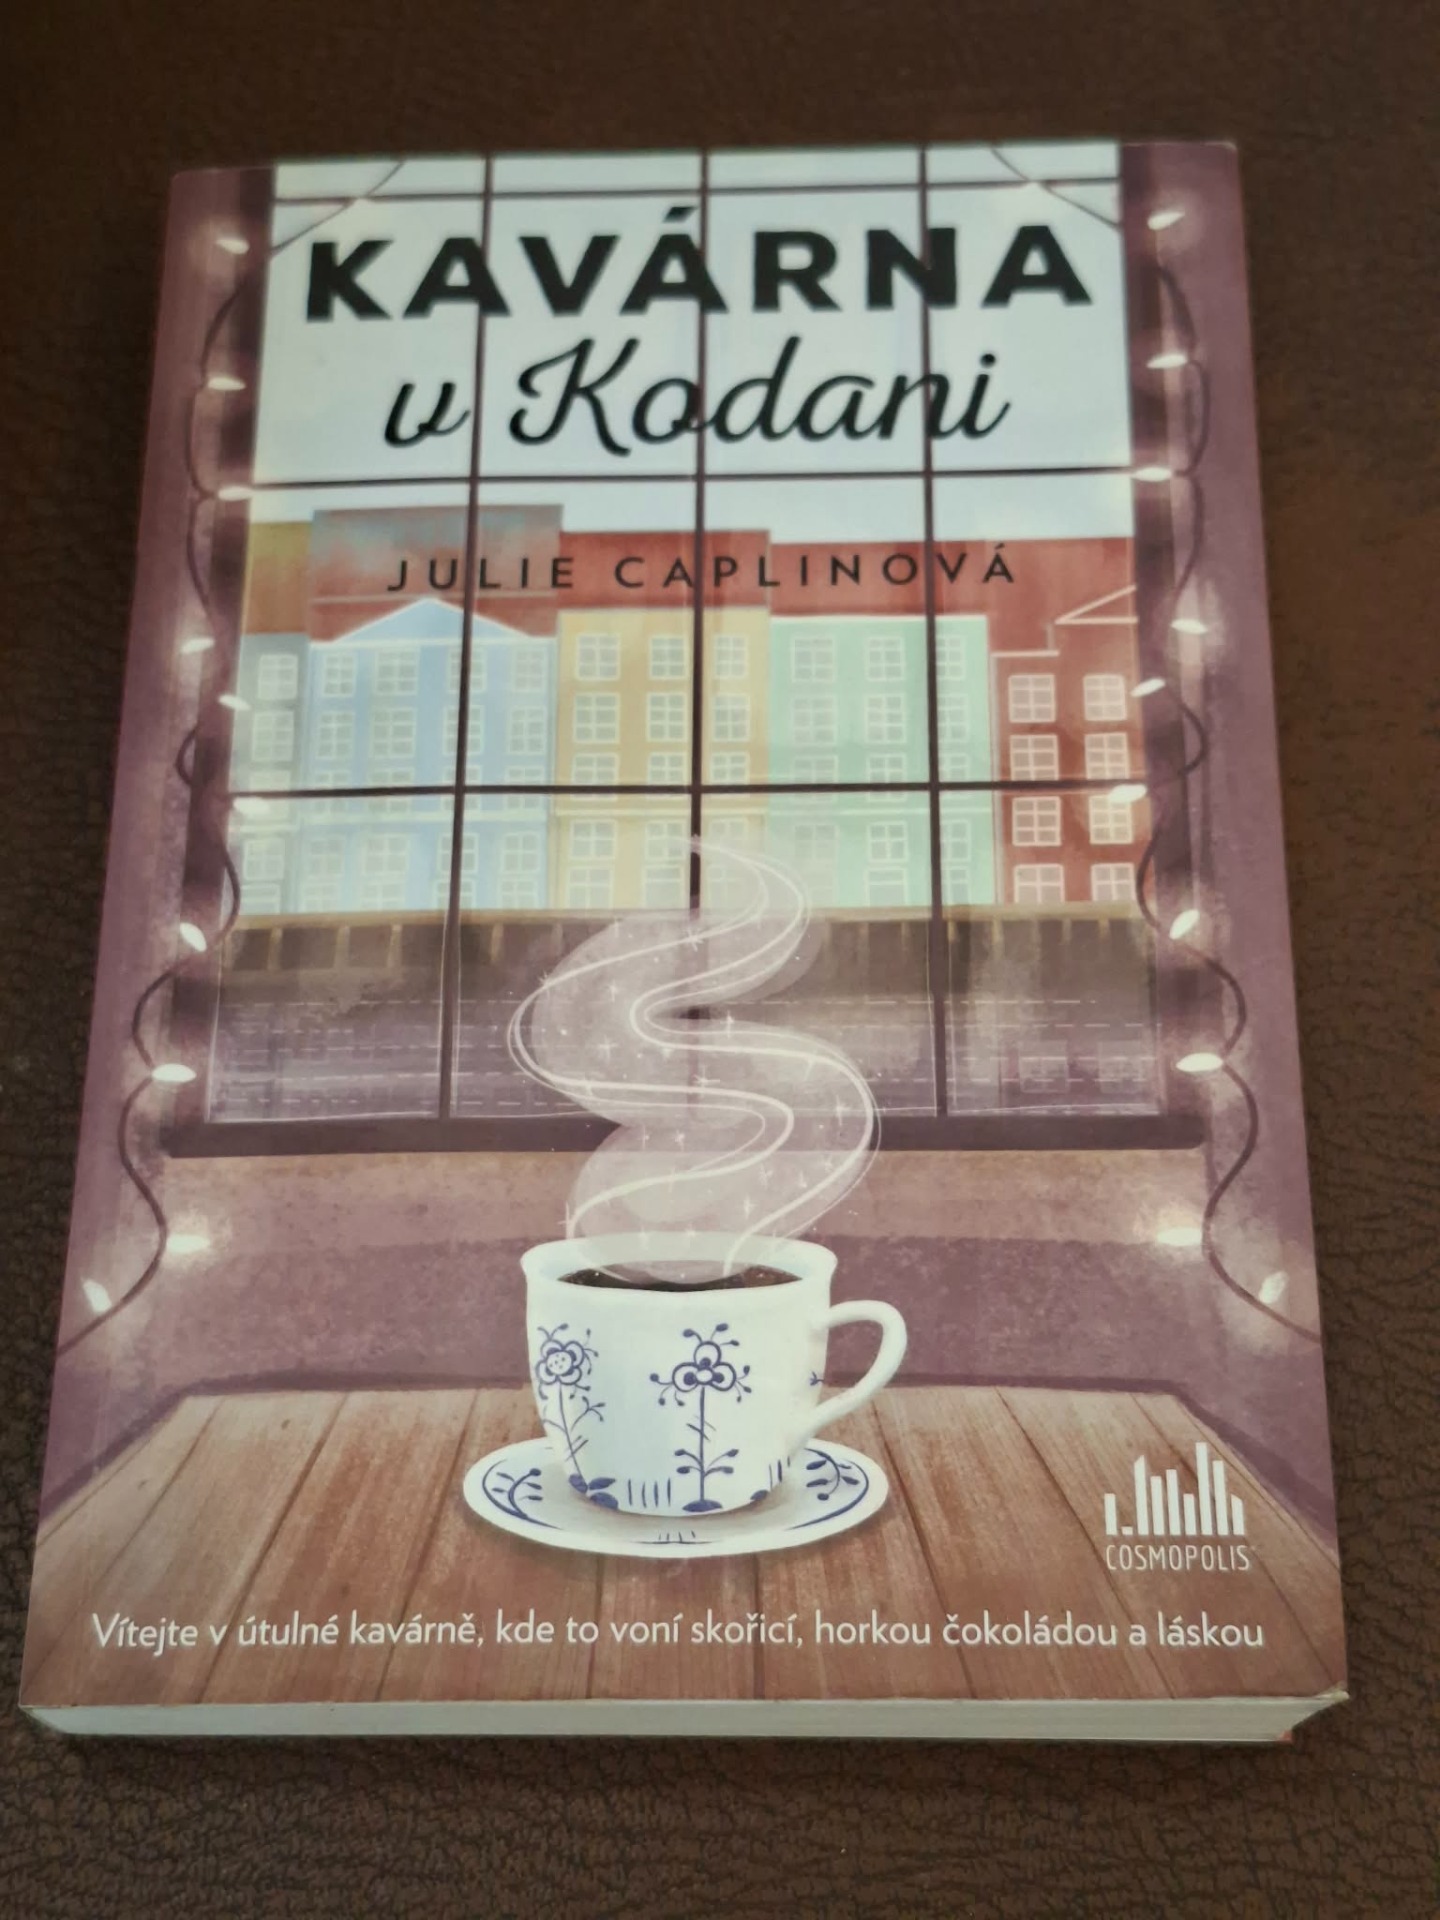 KAVÁRNA
v Kodani
JULIE CAPLINOVÁ
COSMOPOLIS
Vítejte v útulné kavárně, kde to voní skořicí, horkou čokoládou a láskou